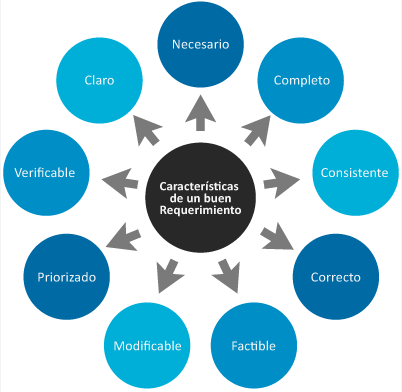 Necesario
Completo
Consistente
Correcto
Factible
Modificable
Priorizado
Verificable
Claro
Características
de un buen
Requerimiento